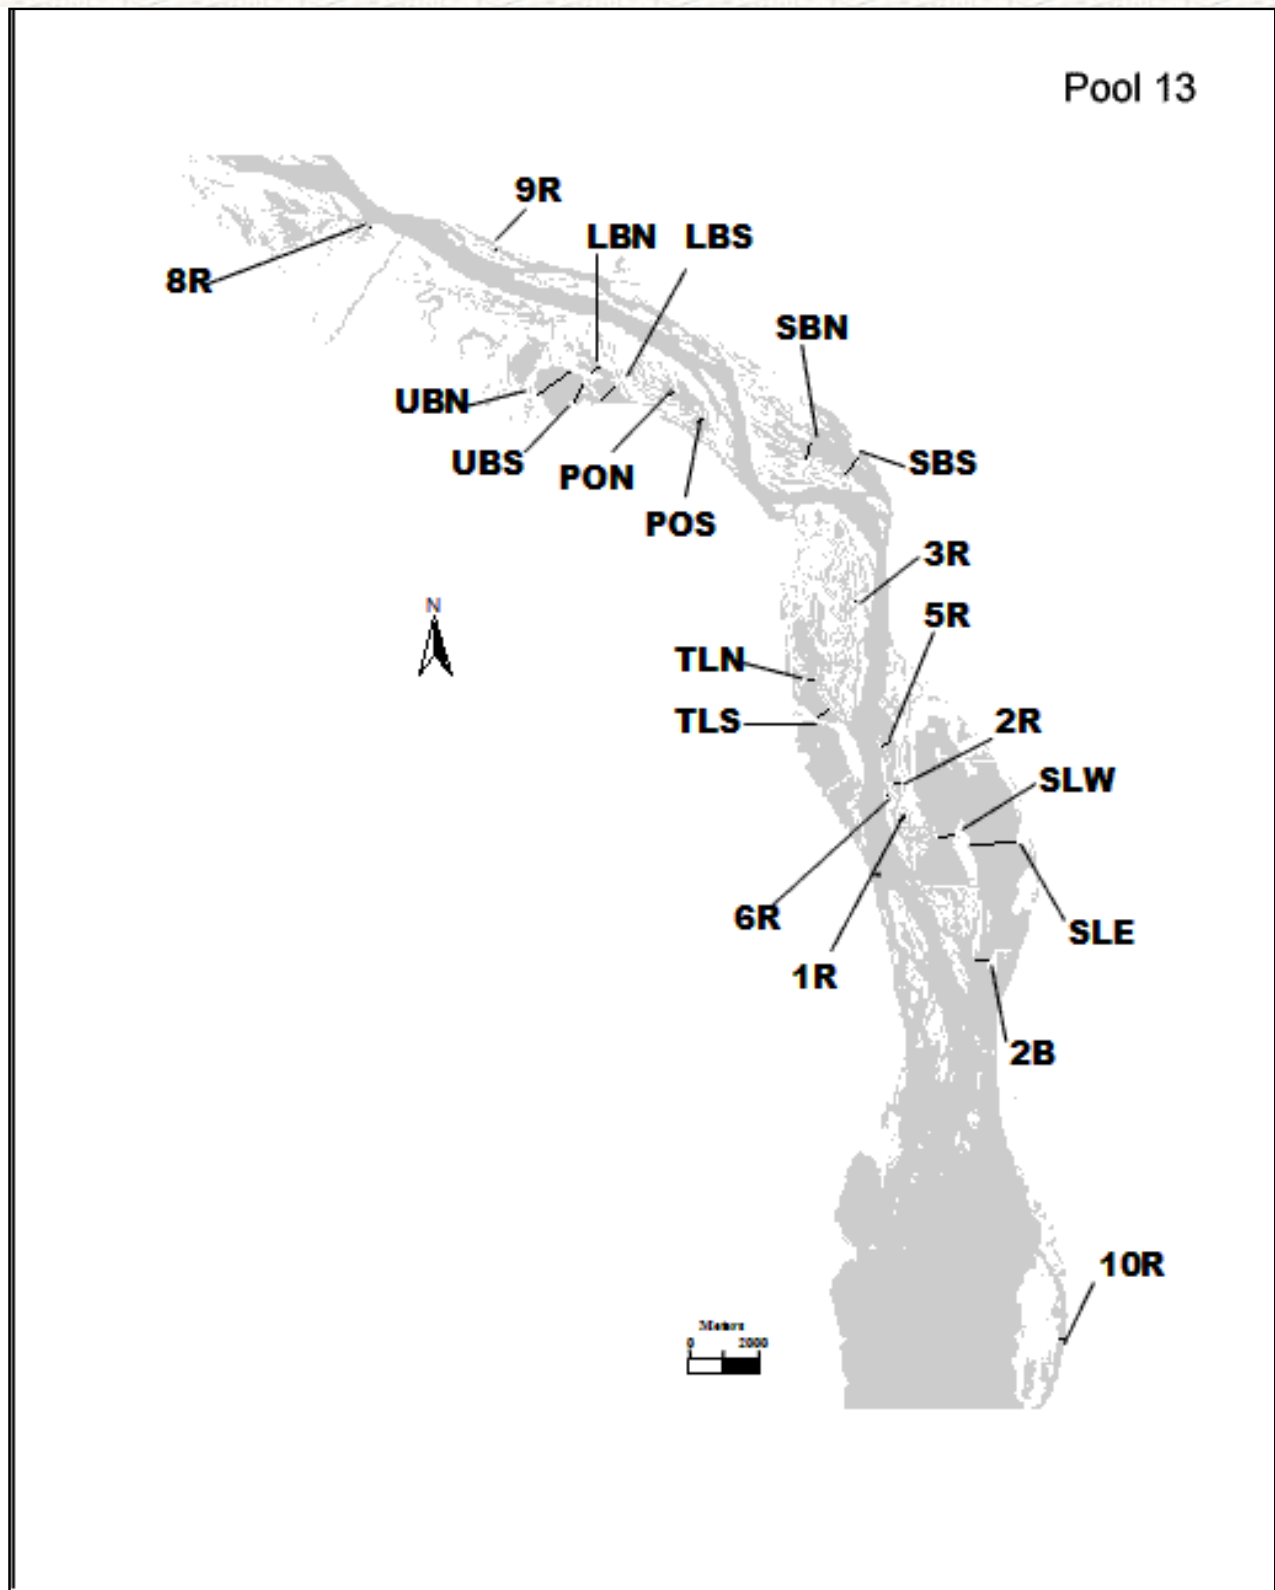 Pool 13
9R
LBN LBS
8R
SBN
UBN
UBS
PON
SBS
POS
3R
N
5R
TLN
TLS
2R
SLW
6R
SLE
1R
2B
10R
Meters
0 2000